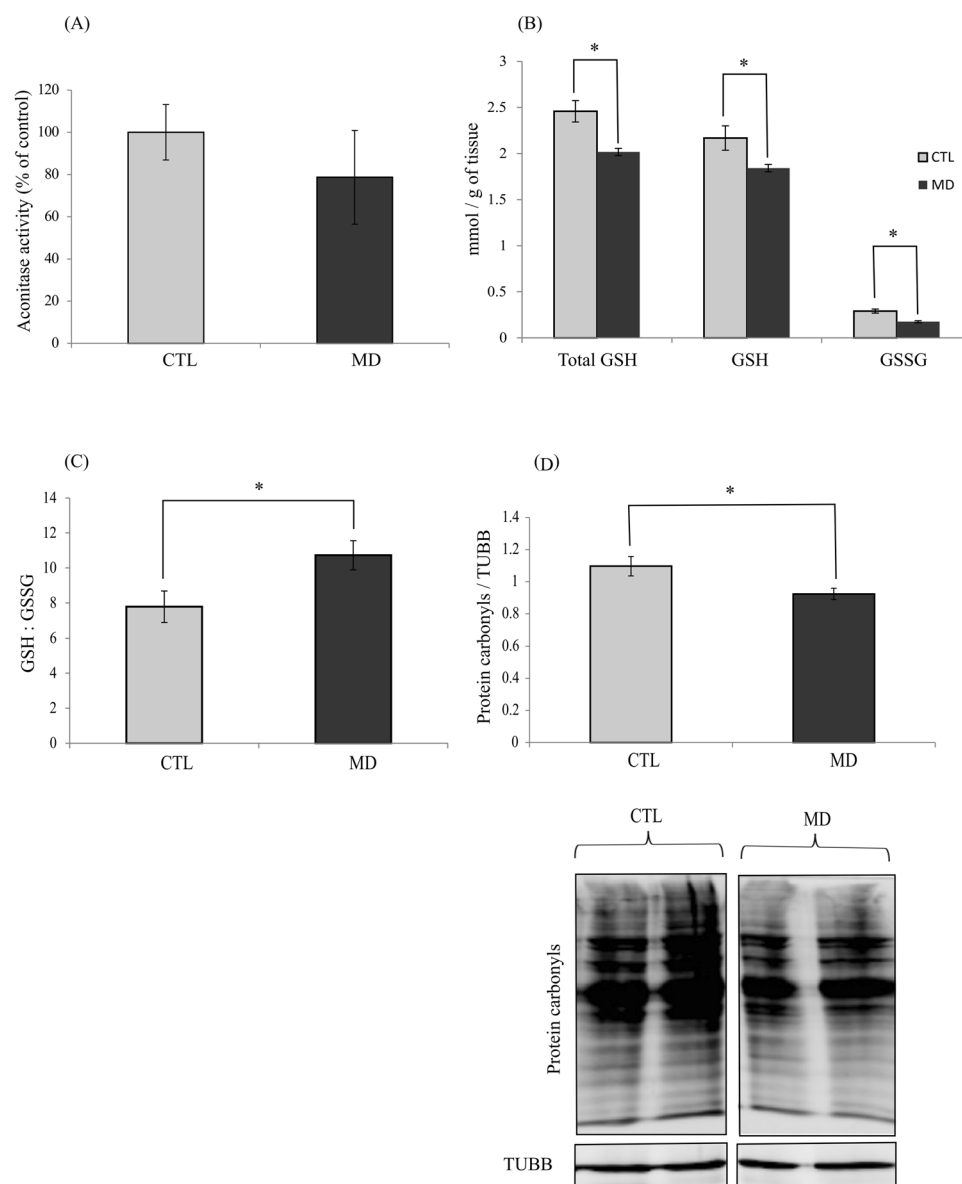 (A)
Aconitase activity (% of control)
120
100
80
60
40
20
0
CTL MD
(B)
mmol / g of tissue
3
2.5
2
1.5
1
0.5
0
* * *
CTL
MD
Total GSH GSH GSSG
(C)
GSH : GSSG
14
12
10
8
6
4
2
0
*
CTL MD
(D)
Protein carbonyls / TUBB
1.4
1.2
1
0.8
0.6
0.4
0.2
0
*
CTL MD
CTL MD
Protein carbonyls
TUBB